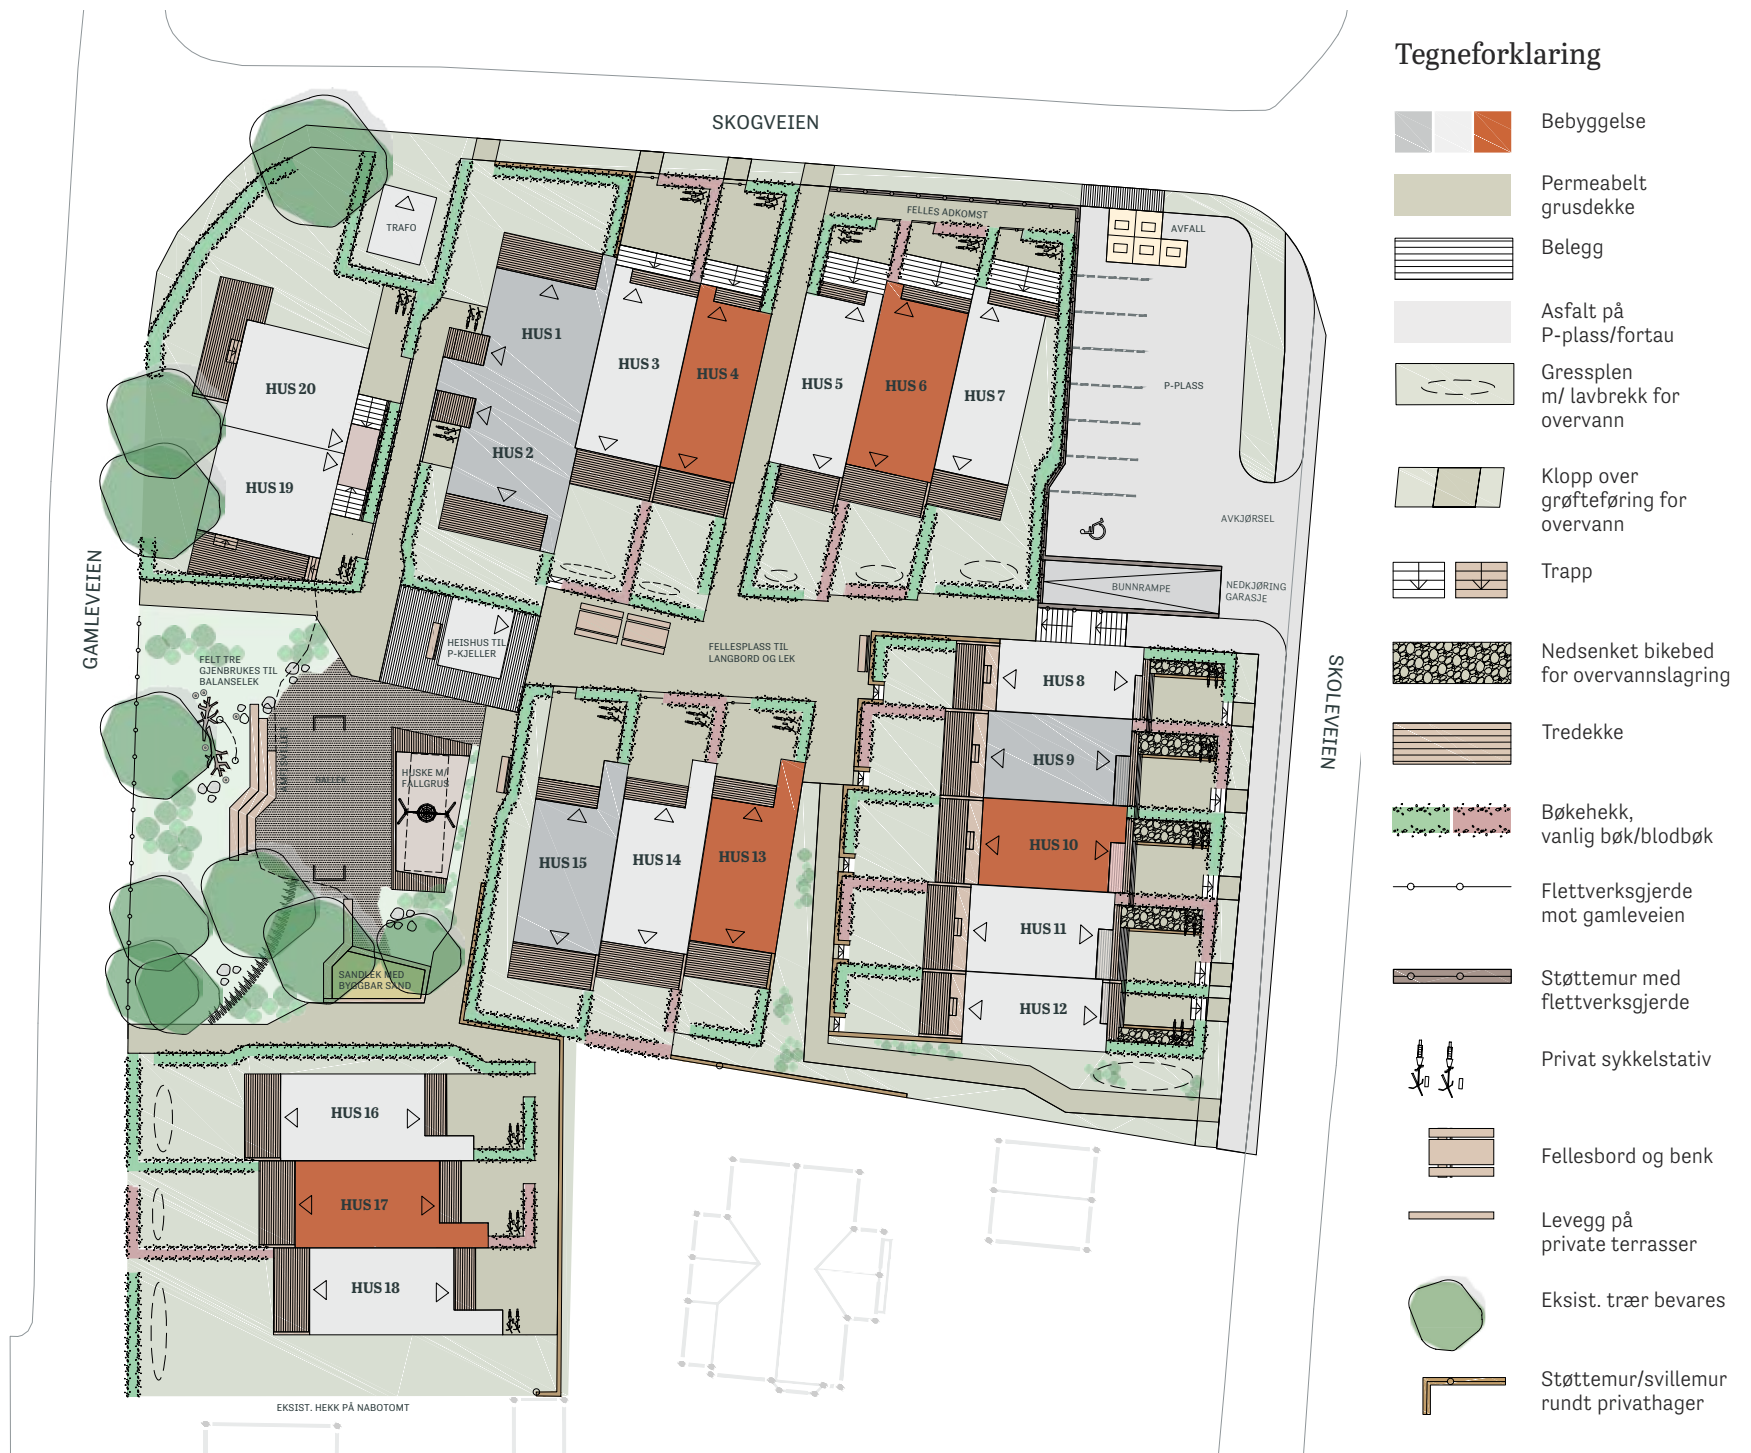 SKOGVEIEN
TRAFO
FELLES ADKOMST
AVFALL
HUS 1
HUS 3
HUS 4
HUS 5
HUS 6
HUS 7
P-PLASS
HUS 20
HUS 2
HUS 19
AVKJØRSEL
GAMLEVEIEN
BUNNRAMPE
NEDKJØRING
GARASJE
HEISHUS TIL
P-KJELLER
FELLESPLASS TIL
LANGBORD OG LEK
FELT TRE
GJENBRUKES TIL
BALANSELEK
SKOLEVEIEN
HUS 8
HUS 9
HUSKE M/
FALLGRUS
BALLEK
HUS 10
HUS 15
HUS 14
HUS 13
HUS 11
SANDLEK MED
BYGGBAR SAND
HUS 12
HUS 16
HUS 17
HUS 18
EKSIST. HEKK PÅ NABOTOMT
Tegneforklaring
Bebyggelse
Permeabelt
grusdekke
Belegg
Asfalt på
P-plass/fortau
Gressplen
m/ lavbrekk for
overvann
Klopp over
grøfteføring for
overvann
Trapp
Nedsenket bikebed
for overvannslagring
Tredekke
Bøkehekk,
vanlig bøk/blodbøk
Flettverksgjerde
mot gamleveien
Støttemur med
flettverksgjerde
Privat sykkelstativ
Fellesbord og benk
Levegg på
private terrasser
Eksist. trær bevares
Støttemur/svillemur
rundt privathager